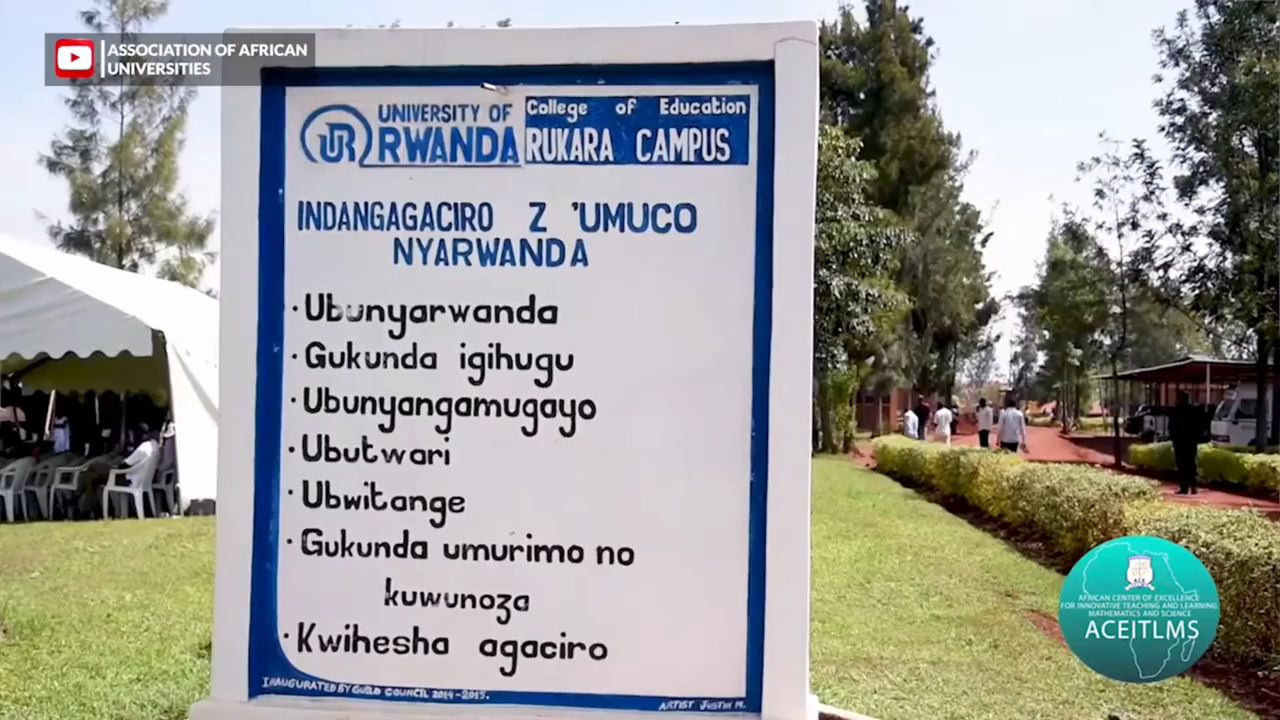 ASSOCIATION OF AFRICAN
UNIVERSITIES
UR
UNIVERSITY OF
RWANDA
College of Education
RUKARA CAMPUS
INDANGAGACIRO Z 'UMUCO
NYARWANDA
· Ubunyarwanda
· Gukunda igihugu
· Ubunyangamugayo
· Ubutwari
· Ubwitange
· Gukunda umurimo no
kuwunoza
· Kwihesha agaciro
INAUGURATED BY GUILD COUNCIL 2014-2015.
ARTIST JUSTIN M.
AFRICAN CENTER OF EXCELLENCE
FOR INNOVATIVE TEACHING AND LEARNING
MATHEMATICS AND SCIENCE
ACEITLMS